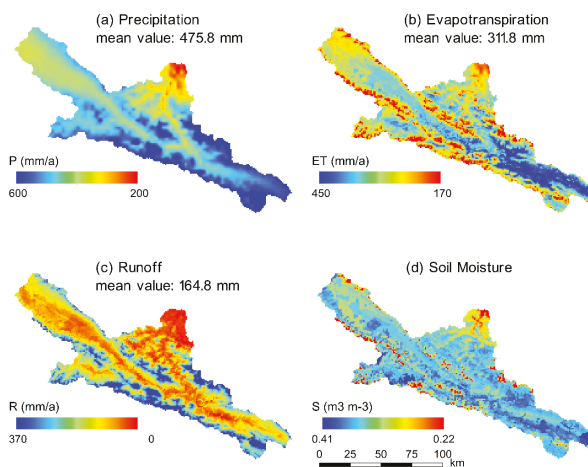 (a) Precipitation
mean value: 475.8 mm
(b) Evapotranspiration
mean value: 311.8 mm
P (mm/a)
600
200
ET (mm/a)
450
170
(c) Runoff
mean value: 164.8 mm
(d) Soil Moisture
R (mm/a)
370
0
S (m3 m-3)
0.41
0.22
0 25 50 75 100
km